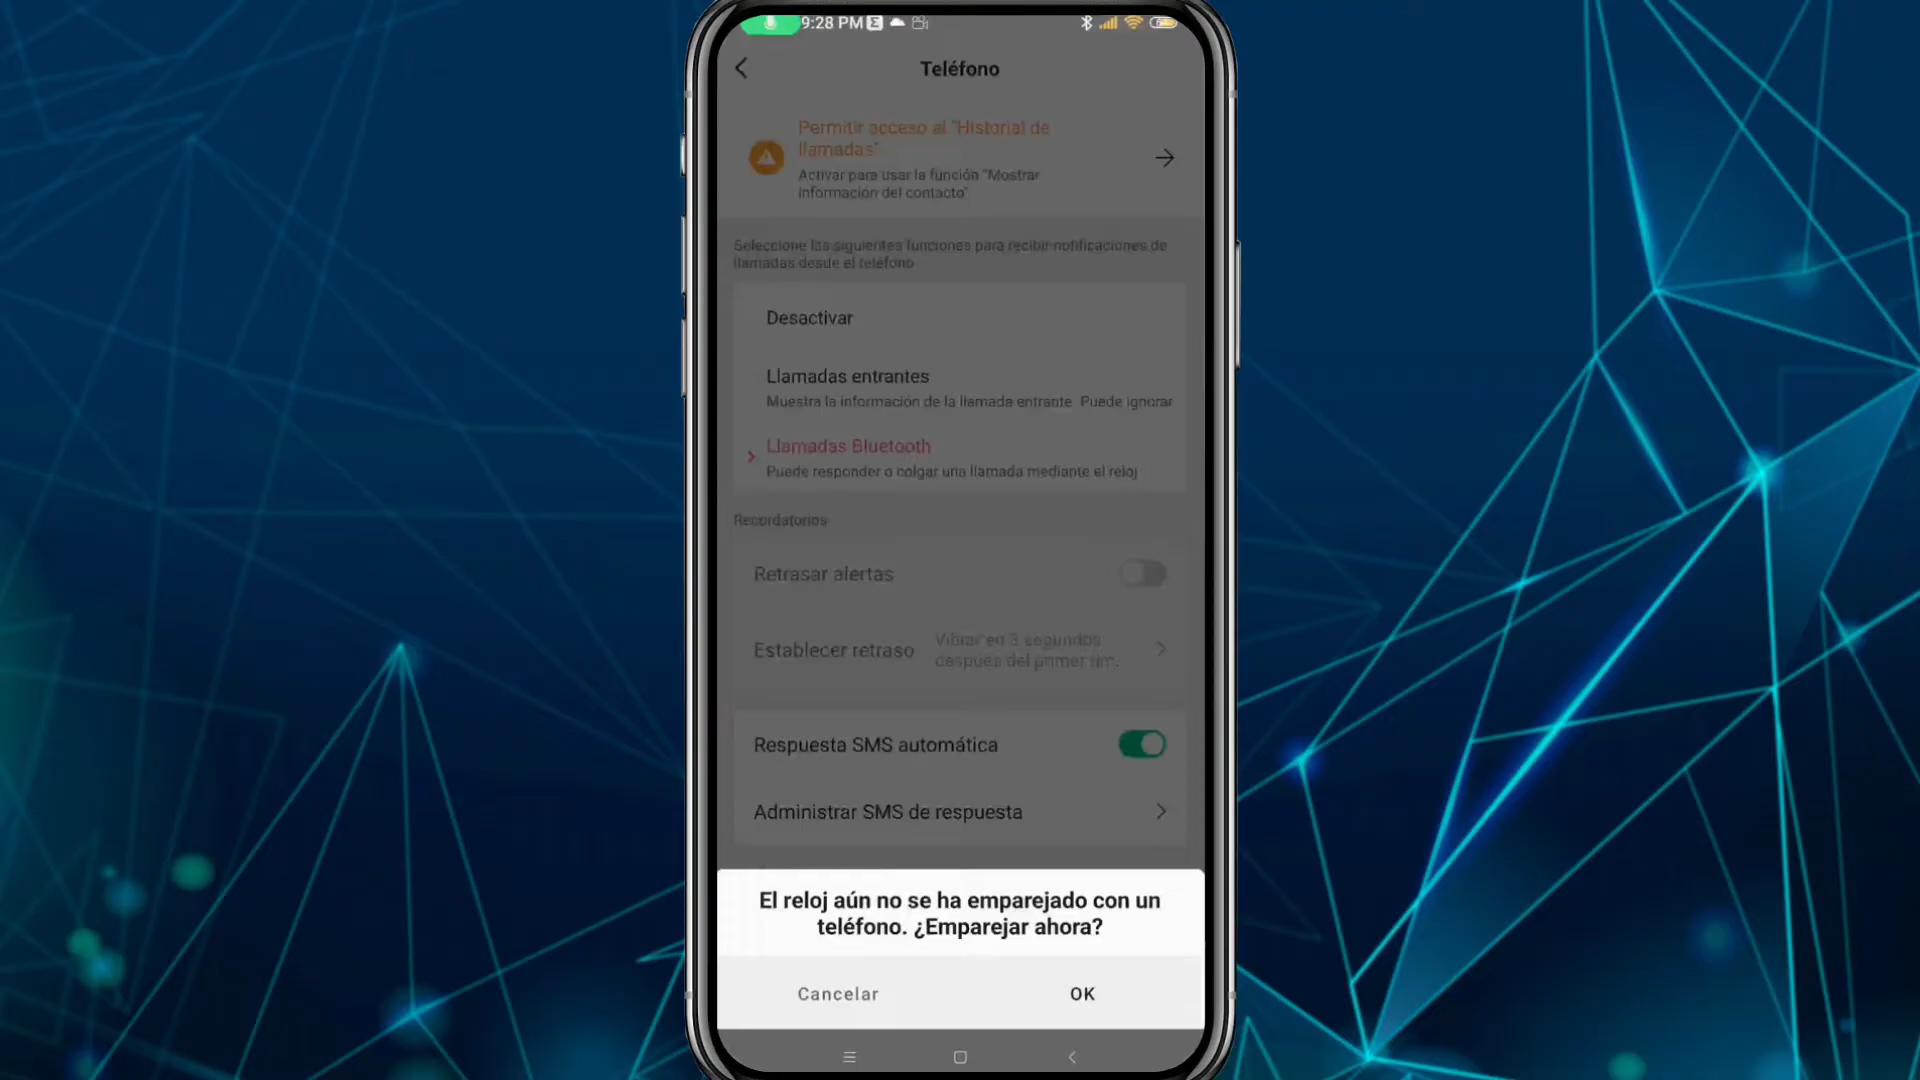 9:28 PM
Teléfono
Permitir acceso al "Historial de
llamadas"
Activar para usar la función "Mostrar
información del contacto"
Seleccione las siguientes funciones para recibir notificaciones de
llamadas desde el teléfono
Desactivar
Llamadas entrantes
Muestra la información de la llamada entrante. Puede ignorar
Llamadas Bluetooth
Puede responder o colgar una llamada mediante el reloj
Recordatorios
Retrasar alertas
Establecer retraso
Vibrar en 3 segundos
después del primer tim.
Respuesta SMS automática
Administrar SMS de respuesta
El reloj aún no se ha emparejado con un
teléfono. ¿Emparejar ahora?
Cancelar
OK